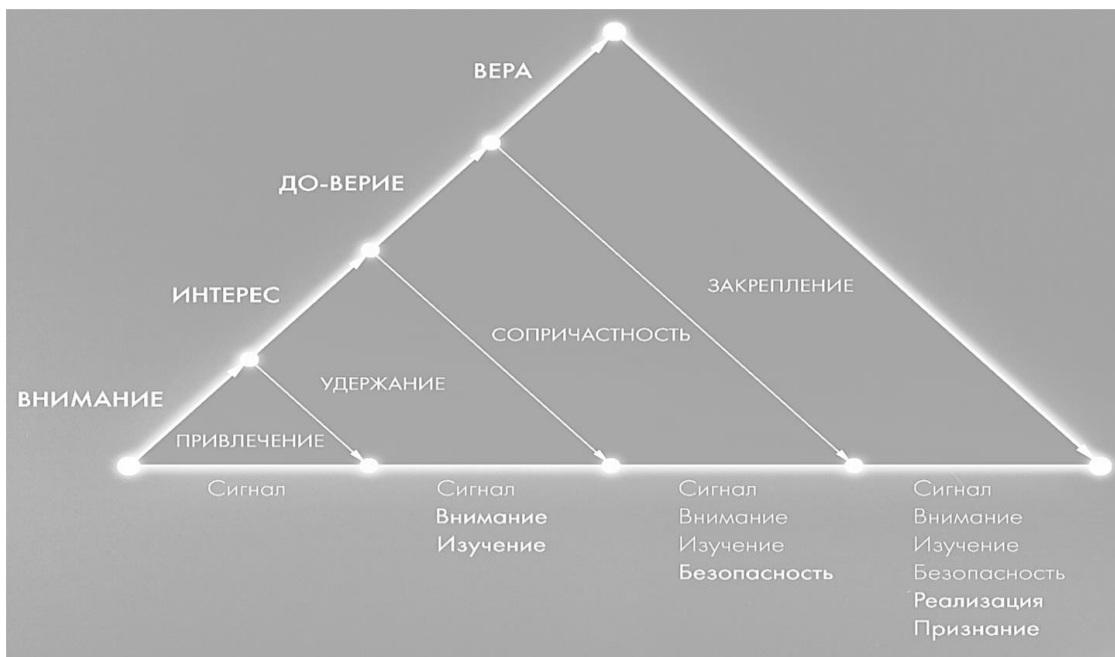 ВЕРА
ДО-ВЕРИЕ
ИНТЕРЕС
ЗАКРЕПЛЕНИЕ
СОПРИЧАСТНОСТЬ
УДЕРЖАНИЕ
ВНИМАНИЕ
ПРИВЛЕЧЕНИЕ
Сигнал
Сигнал
Внимание
Изучение
Сигнал
Внимание
Изучение
Безопасность
Сигнал
Внимание
Изучение
Безопасность
Реализация
Признание